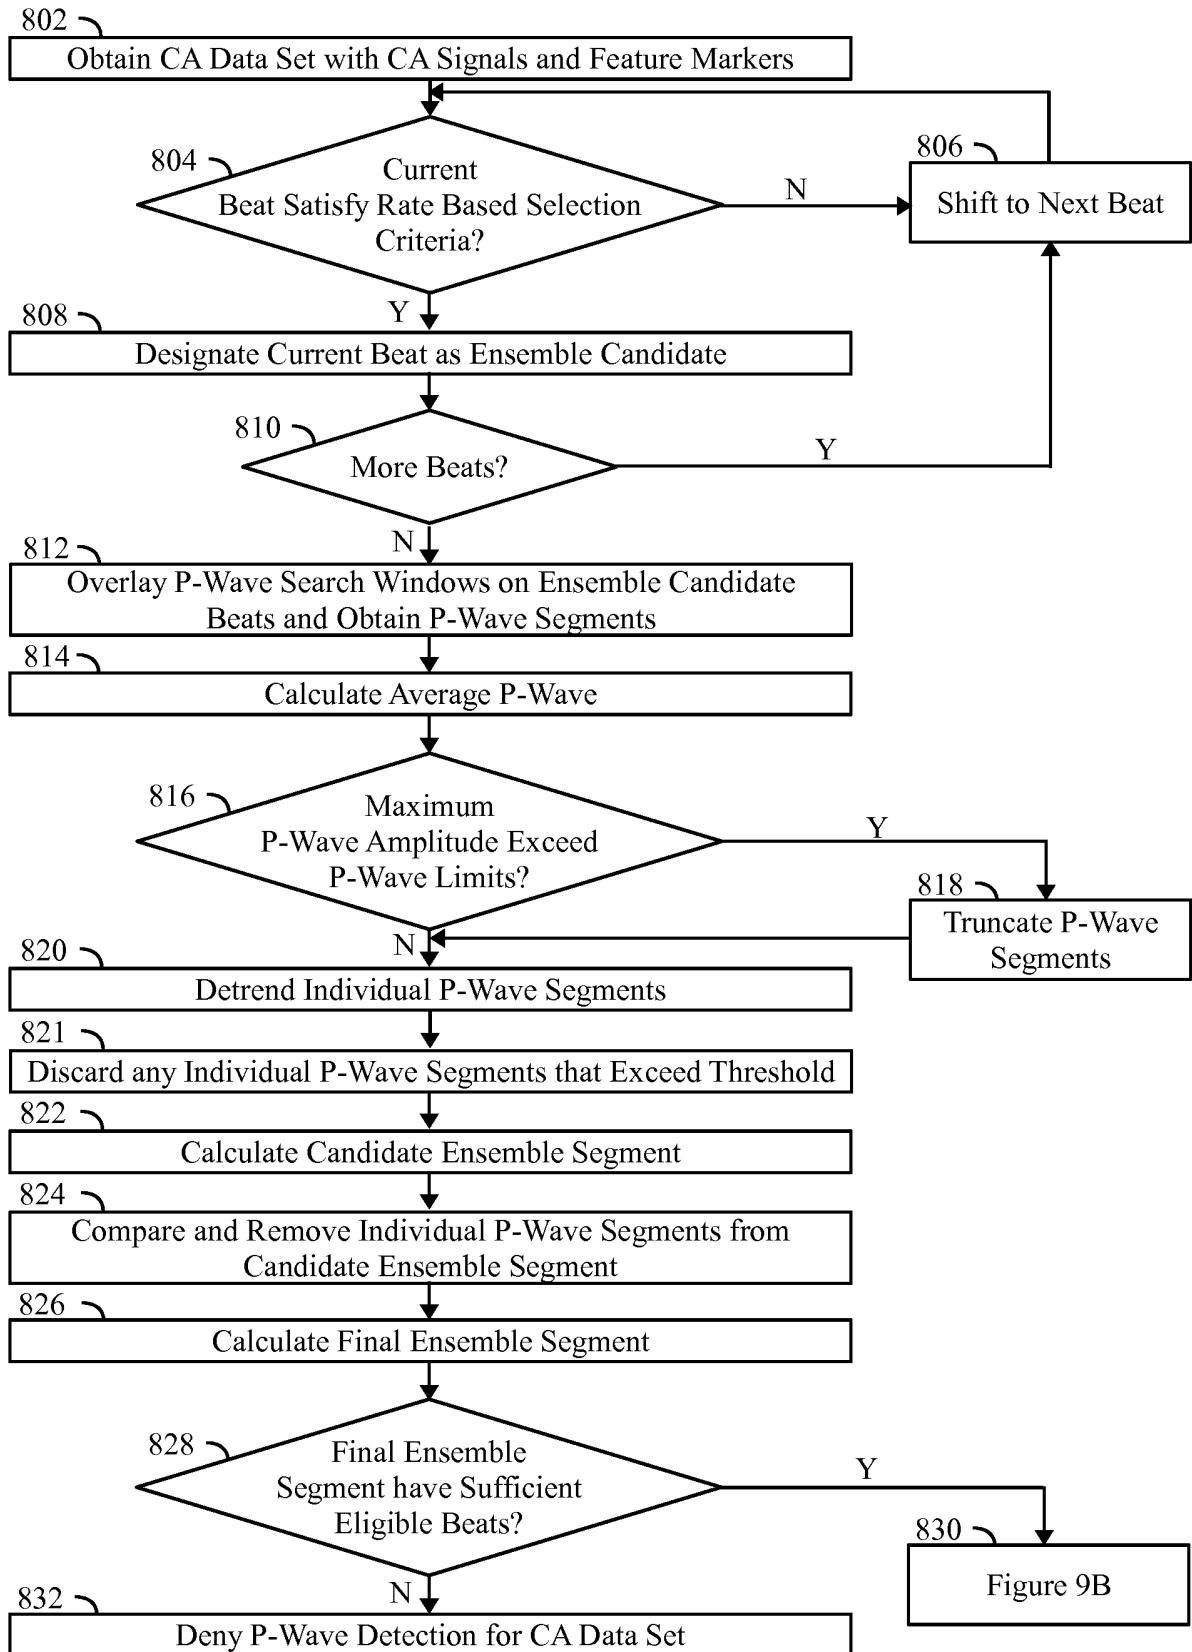 802
Obtain CA Data Set with CA Signals and Feature Markers
804
Current
Beat Satisfy Rate Based Selection
Criteria?
N
806
Shift to Next Beat
Y
808
Designate Current Beat as Ensemble Candidate
810
More Beats?
Y
N
812
Overlay P-Wave Search Windows on Ensemble Candidate
Beats and Obtain P-Wave Segments
814
Calculate Average P-Wave
816
Maximum
P-Wave Amplitude Exceed
P-Wave Limits?
Y
818
Truncate P-Wave
Segments
N
820
Detrend Individual P-Wave Segments
821
Discard any Individual P-Wave Segments that Exceed Threshold
822
Calculate Candidate Ensemble Segment
824
Compare and Remove Individual P-Wave Segments from
Candidate Ensemble Segment
826
Calculate Final Ensemble Segment
828
Final Ensemble
Segment have Sufficient
Eligible Beats?
Y
830
Figure 9B
N
832
Deny P-Wave Detection for CA Data Set